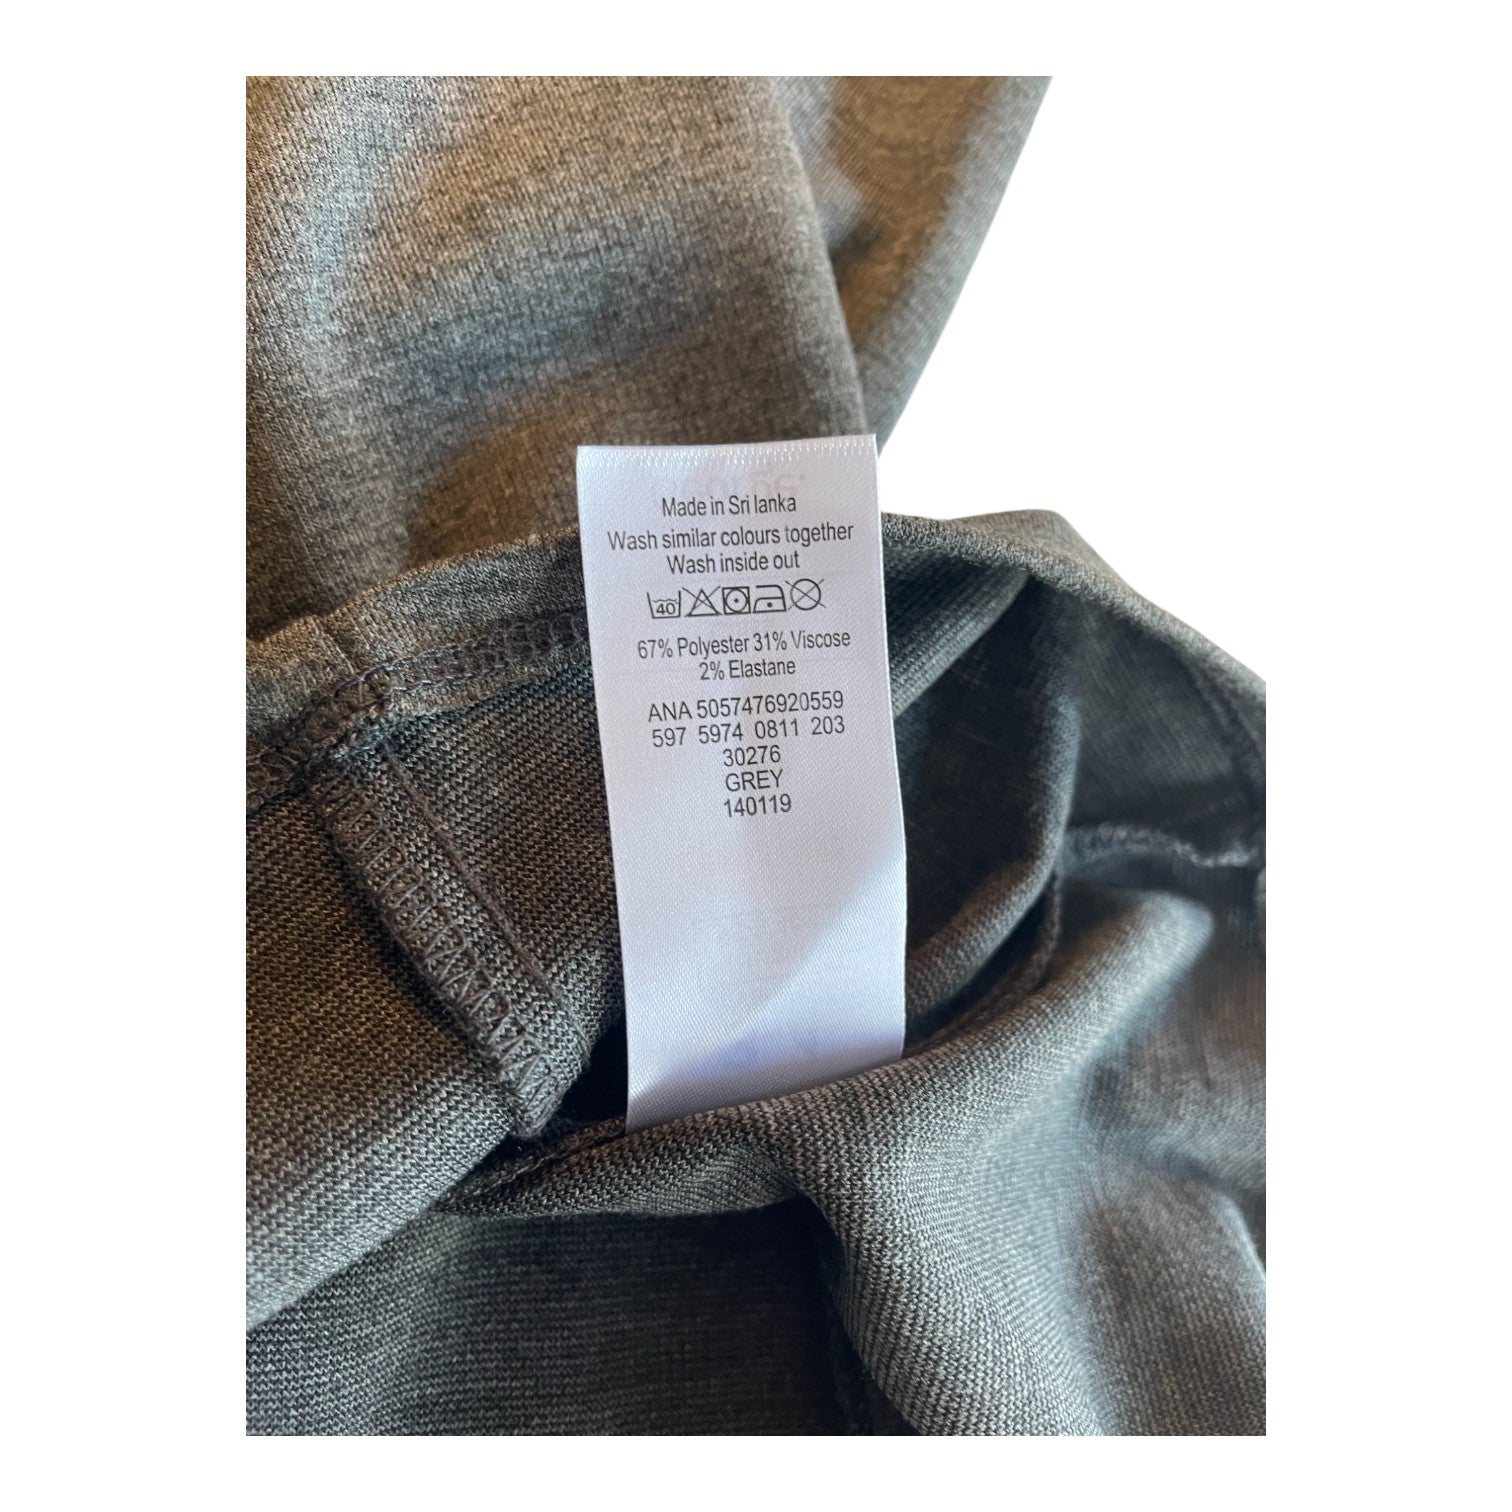 Made in Sri lanka
Wash similar colours together
Wash inside out
40
67% Polyester 31% Viscose
2% Elastane
ANA 5057476920559
597 5974 0811 203
30276
GREY
140119